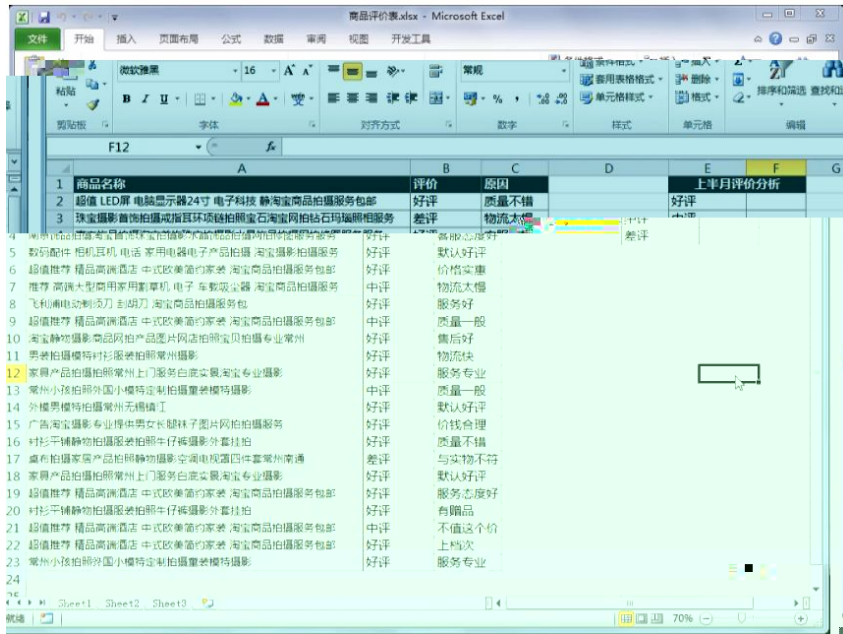 商品评价表.xlsx - Microsoft Excel
文件 开始 插入 页面布局 公式 数据 审阅 视图 开发工具
微软雅黑 16 常规 条件格式 插入
粘贴 套用表格格式 删除 排序和筛选
B I U % 单元格样式 格式
剪贴板 字体 对齐方式 数字 样式 单元格 编辑
F12 fx
A B C D E F G
1 商品名称 评价 原因 上半月评价分析
2 超值 LED屏 电脑显示器24寸 电子科技 静淘宝商品拍摄服务包邮 好评 质量不错 好评
3 珠宝摄影首饰拍摄戒指耳环项链拍照宝石淘宝网拍钻石玛瑙照相服务 差评 物流太慢 中评
4 好评 客服态度好 差评
5 数码配件 相机耳机 电话 家用电器电子产品拍摄 淘宝摄影拍摄服务 好评 默认好评
6 超值推荐 精品高端酒店 中式欧美简约家装 淘宝商品拍摄服务包邮 好评 价格实惠
7 推荐 高端大型商用家用割草机 电子 车载吸尘器 淘宝商品拍摄服务 中评 物流太慢
8 飞利浦电动剃须刀 刮胡刀 淘宝商品拍摄服务包 好评 服务好
9 超值推荐 精品高端酒店 中式欧美简约家装 淘宝商品拍摄服务包邮 中评 质量一般
10 淘宝静物摄影商品网拍产品图片网店拍照宝贝拍摄专业常州 好评 售后好
11 男装拍摄模特衬衫服装拍照常州摄影 好评 物流快
12 家具产品拍摄拍照常州上门服务白底实景淘宝专业摄影 好评 服务专业
13 常州小孩拍照外国小模特定制拍摄童装模特摄影 中评 质量一般
14 外模男模特拍摄常州无锡镇江 好评 默认好评
15 广告淘宝摄影专业提供男女长腿袜子图片网拍拍摄服务 好评 价钱合理
16 衬衫平铺静物拍摄服装拍照牛仔裤摄影外套挂拍 好评 质量不错
17 桌布拍摄家居产品拍照静物摄影空调电视罩四件套常州南通 差评 与实物不符
18 家具产品拍摄拍照常州上门服务白底实景淘宝专业摄影 好评 默认好评
19 超值推荐 精品高端酒店 中式欧美简约家装 淘宝商品拍摄服务包邮 好评 服务态度好
20 衬衫平铺静物拍摄服装拍照牛仔裤摄影外套挂拍 好评 有赠品
21 超值推荐 精品高端酒店 中式欧美简约家装 淘宝商品拍摄服务包邮 中评 不值这个价
22 超值推荐 精品高端酒店 中式欧美简约家装 淘宝商品拍摄服务包邮 好评 上档次
23 常州小孩拍照外国小模特定制拍摄童装模特摄影 好评 服务专业
24
Sheet1 Sheet2 Sheet3
就绪 70%